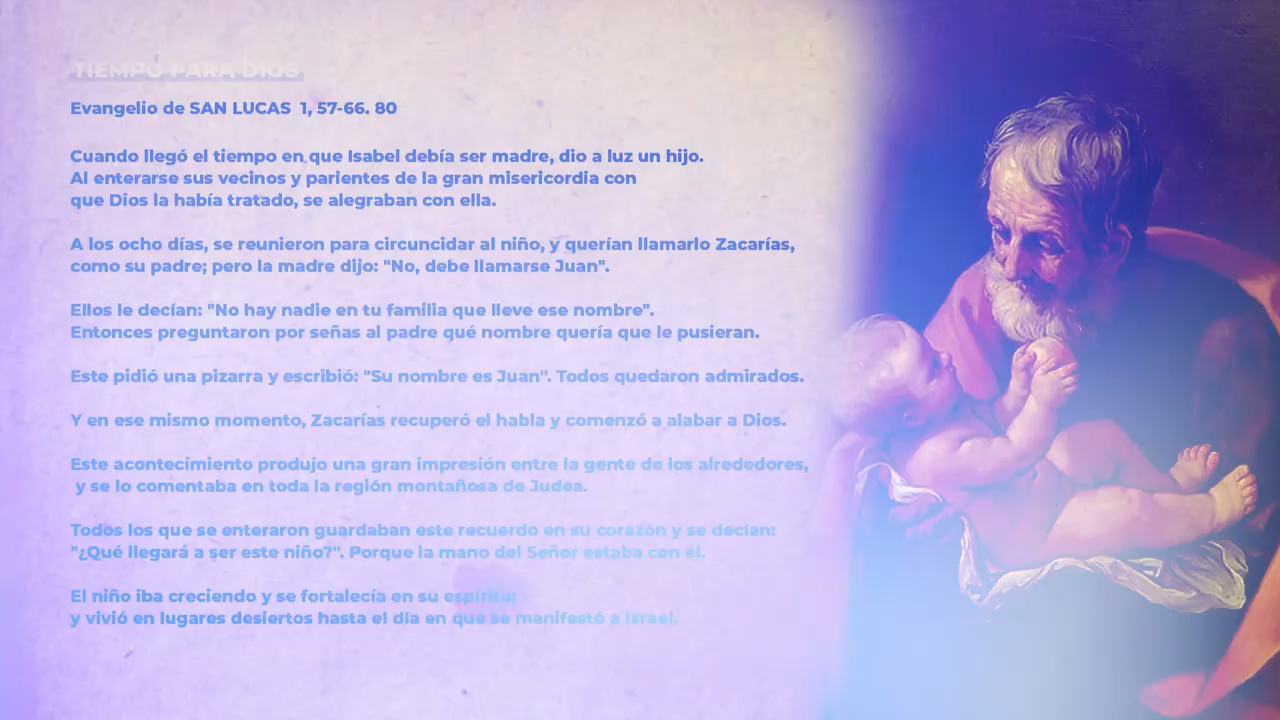 TIEMPO PARA DIOS
Evangelio de SAN LUCAS 1, 57-66. 80
Cuando llegó el tiempo en que Isabel debía ser madre, dio a luz un hijo.
Al enterarse sus vecinos y parientes de la gran misericordia con
que Dios la había tratado, se alegraban con ella.
A los ocho días, se reunieron para circuncidar al niño, y querían llamarlo Zacarías,
como su padre; pero la madre dijo: "No, debe llamarse Juan".
Ellos le decían: "No hay nadie en tu familia que lleve ese nombre".
Entonces preguntaron por señas al padre qué nombre quería que le pusieran.
Este pidió una pizarra y escribió: "Su nombre es Juan". Todos quedaron admirados.
Y en ese mismo momento, Zacarías recuperó el habla y comenzó a alabar a Dios.
Este acontecimiento produjo una gran impresión entre la gente de los alrededores,
y se lo comentaba en toda la región montañosa de Judea.
Todos los que se enteraron guardaban este recuerdo en su corazón y se decían:
"¿Qué llegará a ser este niño?". Porque la mano del Señor estaba con él.
El niño iba creciendo y se fortalecía en su espíritu;
y vivió en lugares desiertos hasta el día en que se manifestó a Israel.